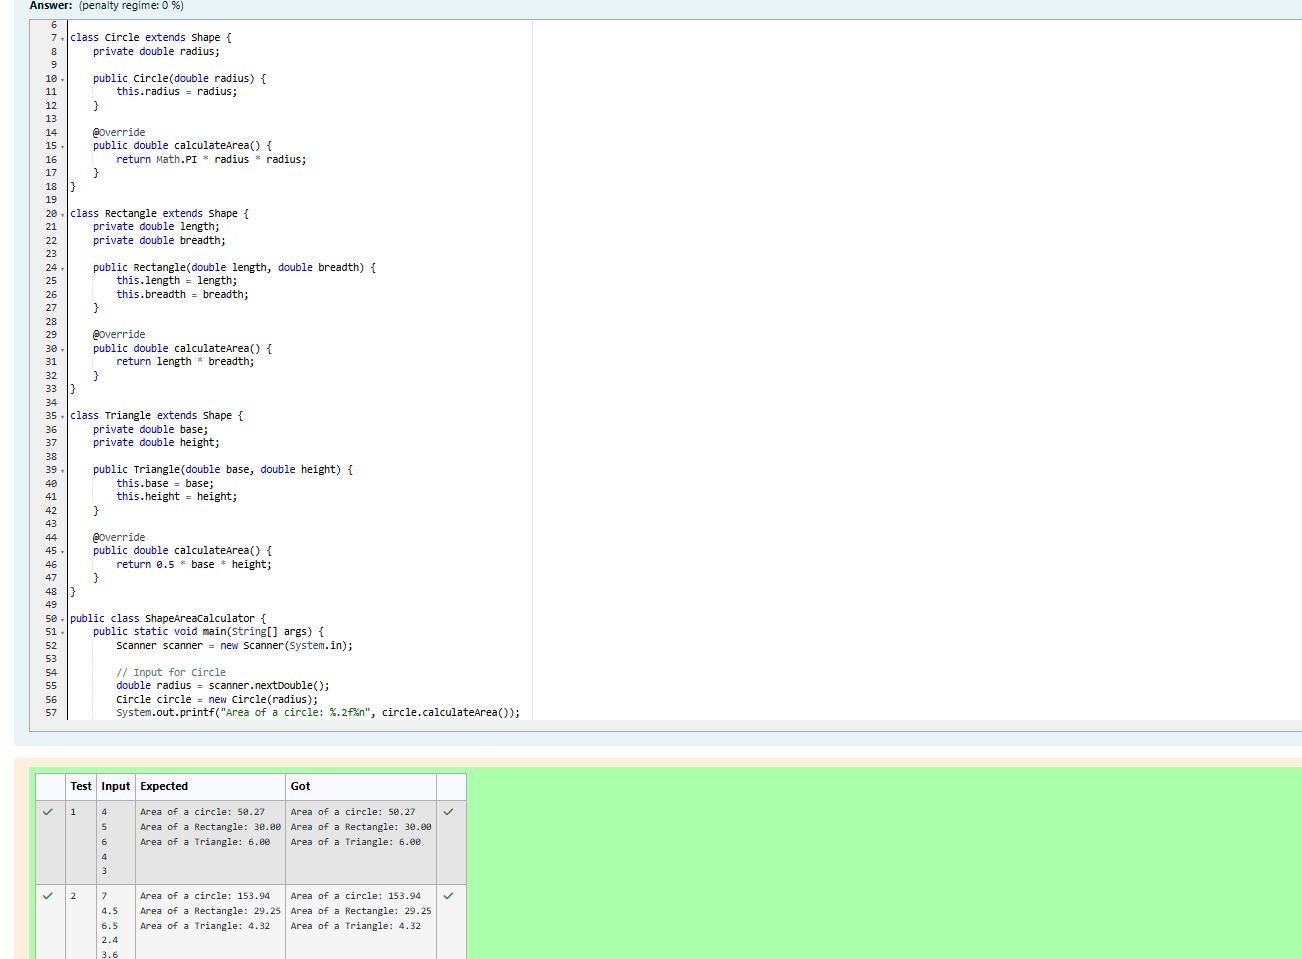 Answer: (penalty regime: 0 %)
6
7 class Circle extends Shape {
8     private double radius;
9
10     public Circle(double radius) {
11         this.radius = radius;
12     }
13
14     @Override
15     public double calculateArea() {
16         return Math.PI * radius * radius;
17     }
18 }
19
20 class Rectangle extends Shape {
21     private double length;
22     private double breadth;
23
24     public Rectangle(double length, double breadth) {
25         this.length = length;
26         this.breadth = breadth;
27     }
28
29     @Override
30     public double calculateArea() {
31         return length * breadth;
32     }
33 }
34
35 class Triangle extends Shape {
36     private double base;
37     private double height;
38
39     public Triangle(double base, double height) {
40         this.base = base;
41         this.height = height;
42     }
43
44     @Override
45     public double calculateArea() {
46         return 0.5 * base * height;
47     }
48 }
49
50 public class ShapeAreaCalculator {
51     public static void main(String[] args) {
52         Scanner scanner = new Scanner(System.in);
53
54         // Input for Circle
55         double radius = scanner.nextDouble();
56         Circle circle = new Circle(radius);
57         System.out.printf("Area of a circle: %.2f%n", circle.calculateArea());
Test Input Expected Got
1 4 Area of a circle: 50.27 Area of a circle: 50.27
5 Area of a Rectangle: 30.00 Area of a Rectangle: 30.00
6 Area of a Triangle: 6.00 Area of a Triangle: 6.00
4
3
2 7 Area of a circle: 153.94 Area of a circle: 153.94
4.5 Area of a Rectangle: 29.25 Area of a Rectangle: 29.25
6.5 Area of a Triangle: 4.32 Area of a Triangle: 4.32
2.4
3.6